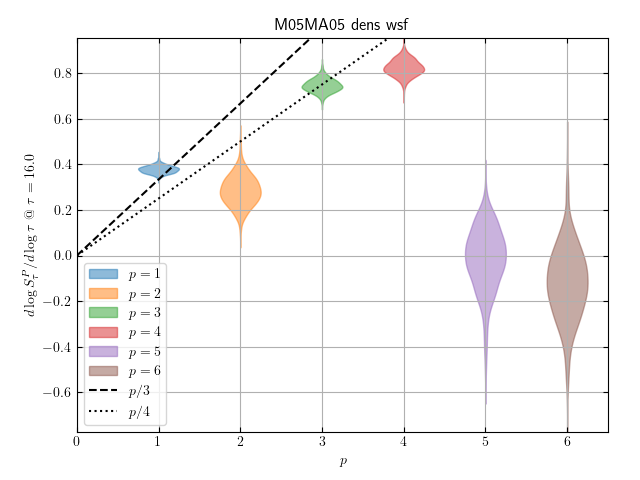 M05MA05 dens wsf
d log S_τ^P / d log τ @ τ = 16.0
0.8
0.6
0.4
0.2
0.0
−0.2
−0.4
−0.6
p = 1
p = 2
p = 3
p = 4
p = 5
p = 6
p/3
p/4
0 1 2 3 4 5 6
p